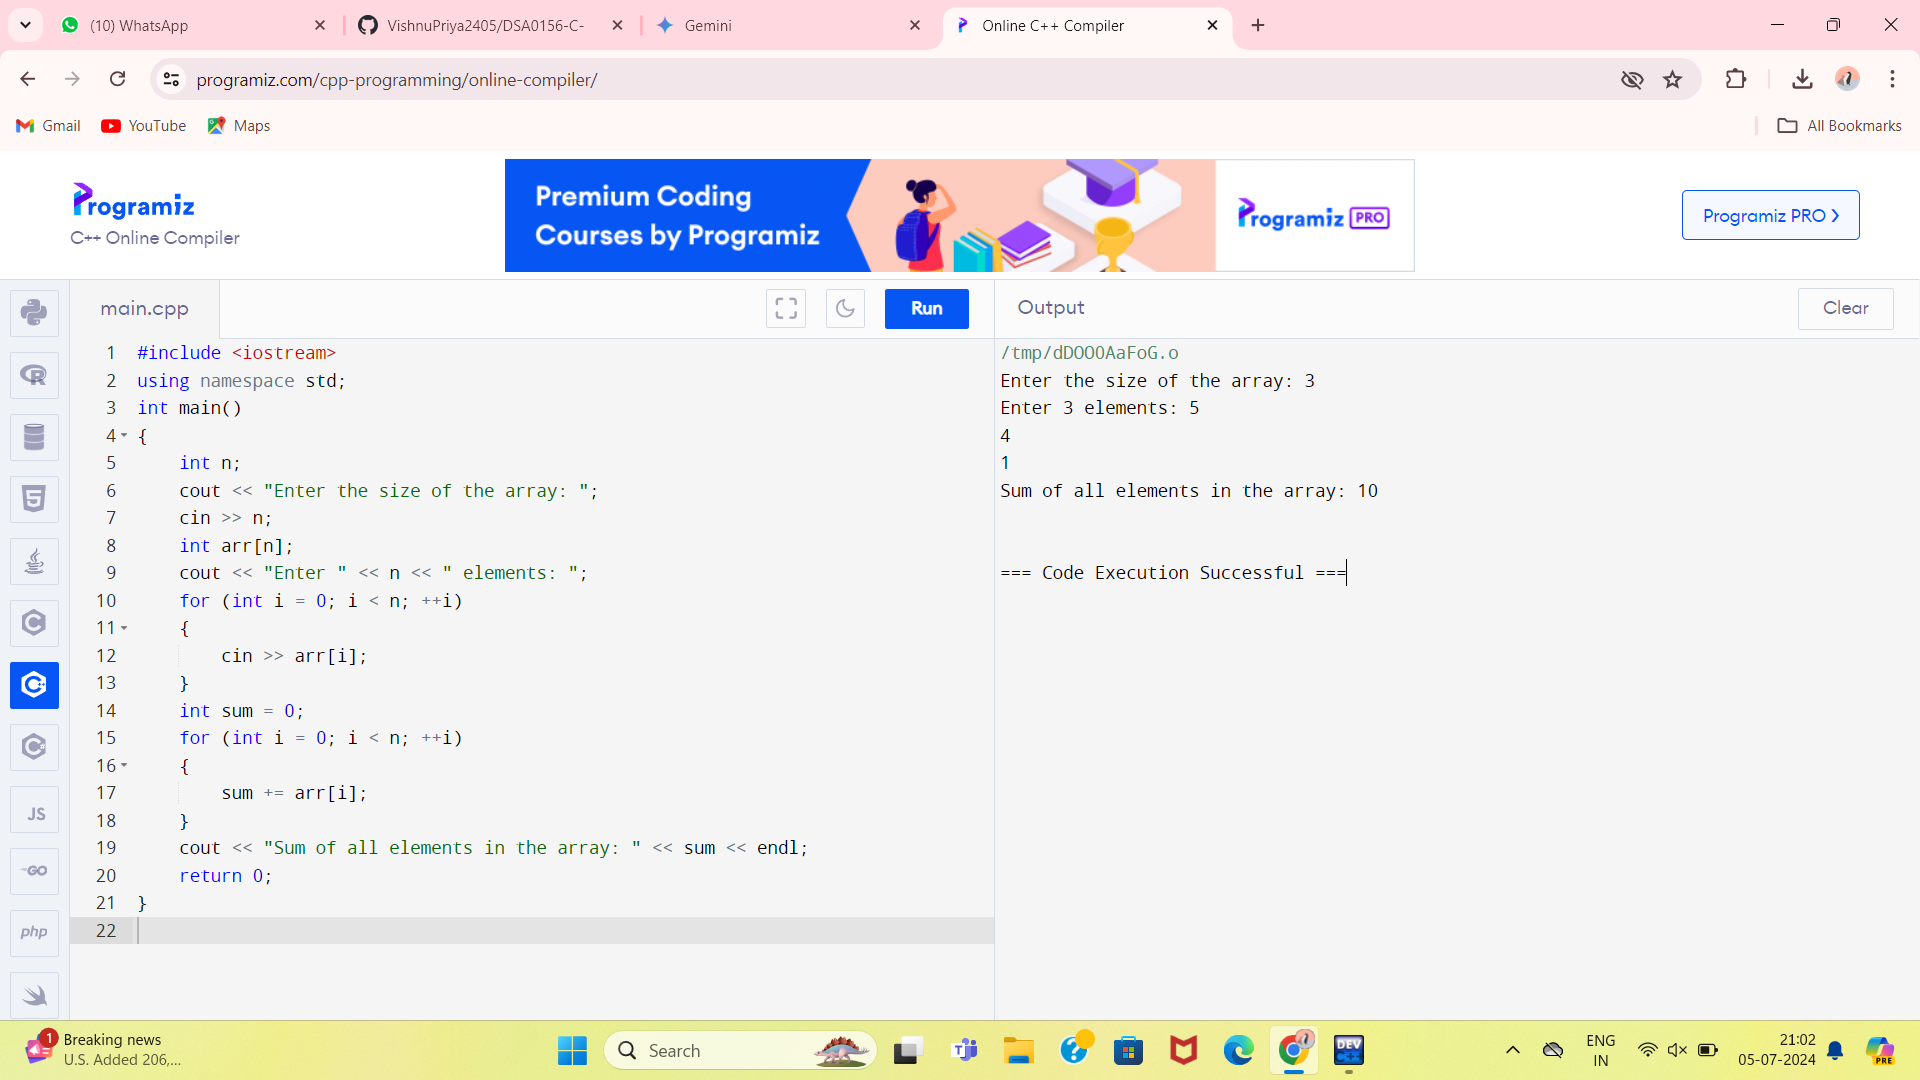 (10) WhatsApp
VishnuPriya2405/DSA0156-C-
Gemini
Online C++ Compiler
programiz.com/cpp-programming/online-compiler/
Gmail
YouTube
Maps
All Bookmarks
Programiz
C++ Online Compiler
Premium Coding
Courses by Programiz
Programiz PRO
Programiz PRO ❯
main.cpp
Run
Output
Clear
1 #include <iostream>
2 using namespace std;
3 int main()
4 {
5     int n;
6     cout << "Enter the size of the array: ";
7     cin >> n;
8     int arr[n];
9     cout << "Enter " << n << " elements: ";
10     for (int i = 0; i < n; ++i)
11     {
12         cin >> arr[i];
13     }
14     int sum = 0;
15     for (int i = 0; i < n; ++i)
16     {
17         sum += arr[i];
18     }
19     cout << "Sum of all elements in the array: " << sum << endl;
20     return 0;
21 }
22
/tmp/dDOO0AaFoG.o
Enter the size of the array: 3
Enter 3 elements: 5
4
1
Sum of all elements in the array: 10
=== Code Execution Successful ===
R
5
C
C
C
JS
GO
php
1
Breaking news
U.S. Added 206,...
Search
DEV
C++
ENG
IN
21:02
05-07-2024
PRE